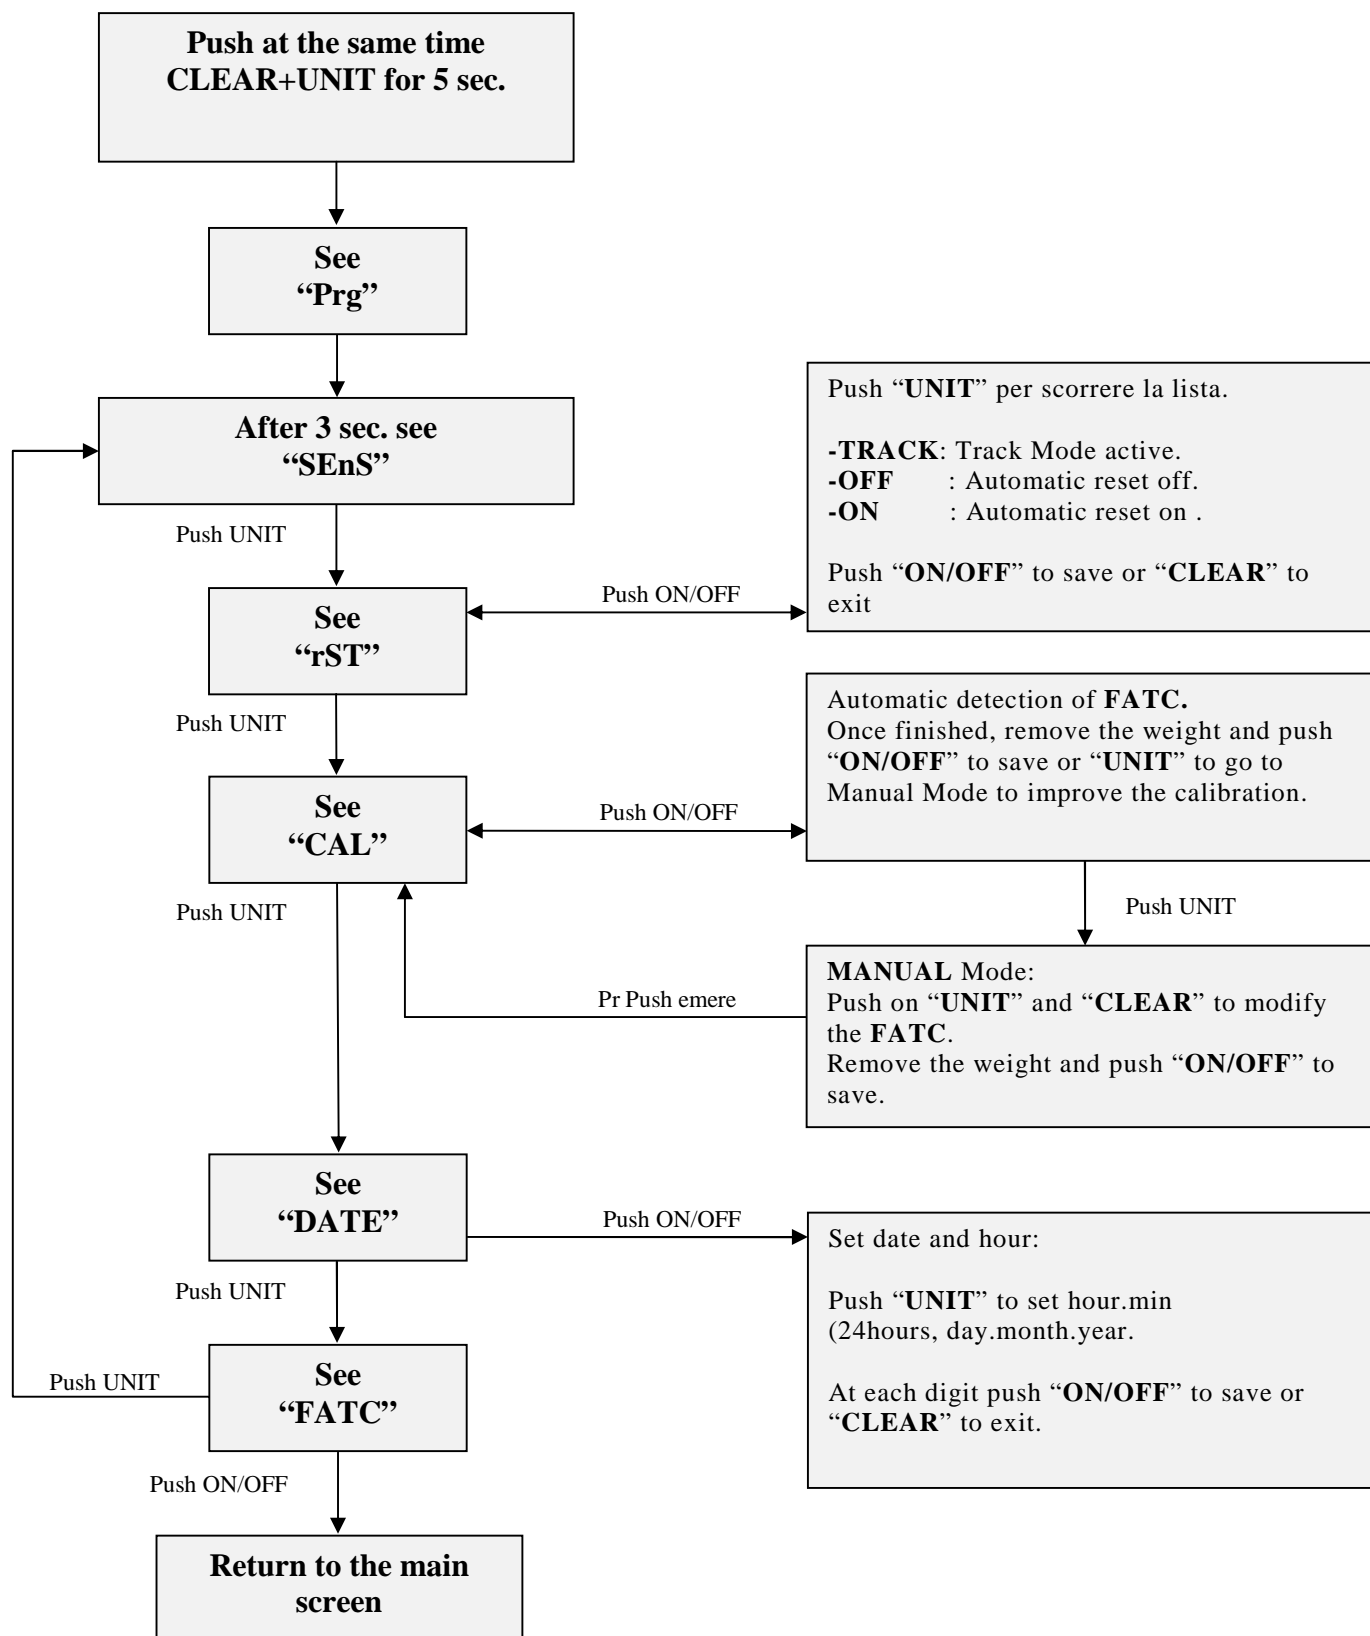 Push at the same time
CLEAR+UNIT for 5 sec.
See
“Prg”
After 3 sec. see
“SEnS”
Push UNIT
See
“rST”
Push ON/OFF
Push “UNIT” per scorrere la lista.
-TRACK: Track Mode active.
-OFF : Automatic reset off.
-ON : Automatic reset on .
Push “ON/OFF” to save or “CLEAR” to
exit
Push UNIT
See
“CAL”
Push ON/OFF
Automatic detection of FATC.
Once finished, remove the weight and push
“ON/OFF” to save or “UNIT” to go to
Manual Mode to improve the calibration.
Push UNIT
Push UNIT
Pr Push emere
MANUAL Mode:
Push on “UNIT” and “CLEAR” to modify
the FATC.
Remove the weight and push “ON/OFF” to
save.
See
“DATE”
Push ON/OFF
Set date and hour:
Push “UNIT” to set hour.min
(24hours, day.month.year.
At each digit push “ON/OFF” to save or
“CLEAR” to exit.
Push UNIT
See
“FATC”
Push UNIT
Push ON/OFF
Return to the main
screen